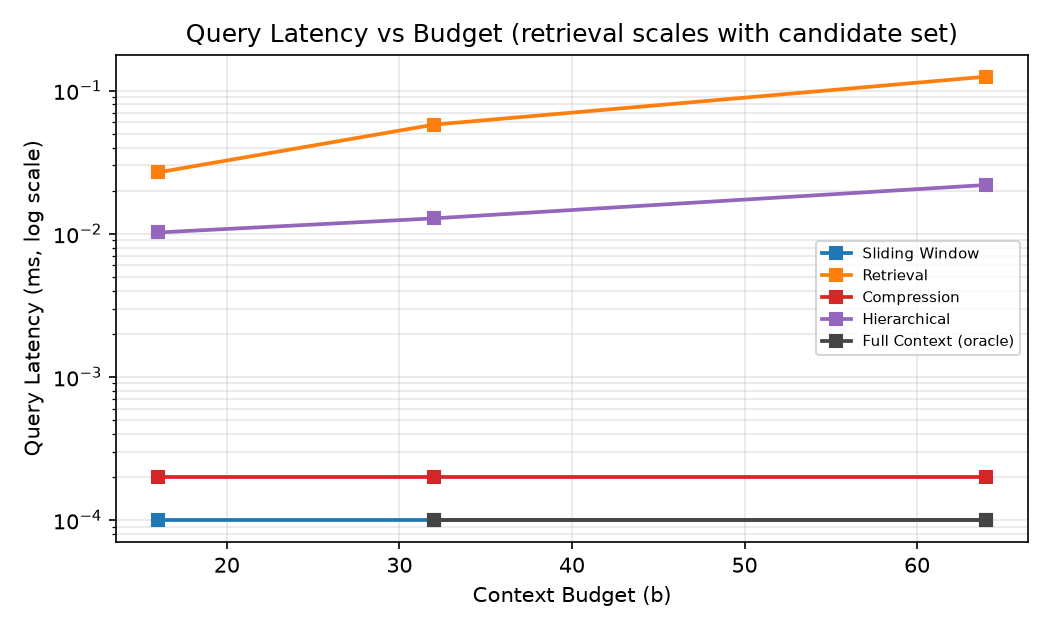 Query Latency vs Budget (retrieval scales with candidate set)
Query Latency (ms, log scale)
10⁻¹
10⁻²
10⁻³
10⁻⁴
Sliding Window
Retrieval
Compression
Hierarchical
Full Context (oracle)
20 30 40 50 60
Context Budget (b)